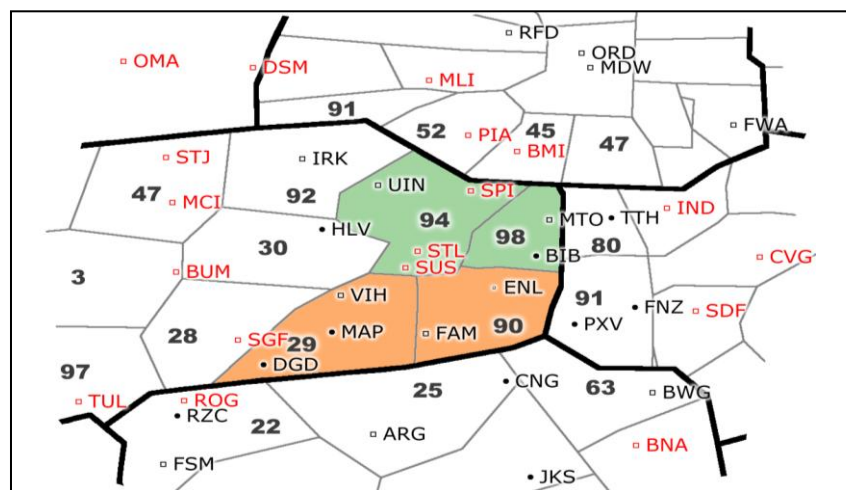 RFD
OMA
ORD
DSM
MDW
MLI
91
52
45
FWA
PIA
47
BMI
STJ
IRK
UIN
SPI
47
MCI
92
IND
94
MTO
TTH
HLV
98
80
30
STL
BIB
CVG
3
BUM
SUS
ENL
VIH
91
FNZ
SDF
28
SGF
29
MAP
FAM
90
PXV
DGD
97
25
CNG
63
BWG
TUL
ROG
RZC
22
ARG
BNA
FSM
JKS